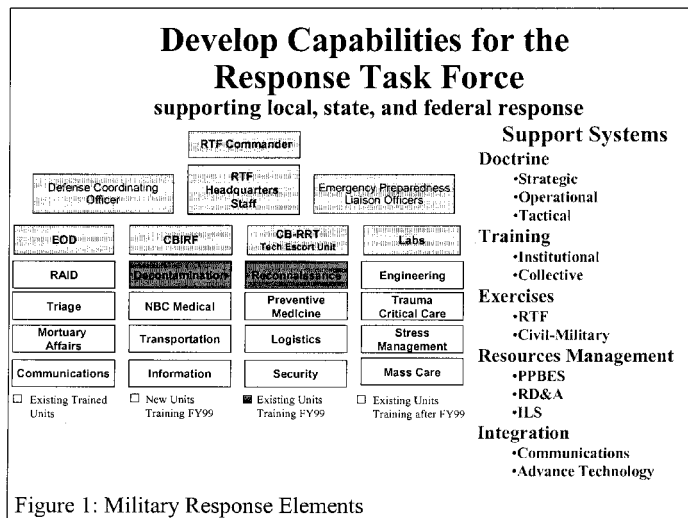 Develop Capabilities for the
Response Task Force
supporting local, state, and federal response
RTF Commander
RTF
Headquarters
Staff
Defense Coordinating
Officer
Emergency Preparedness
Liaison Officers
EOD
CBIRF
CB-RRT
Tech Escort Unit
Labs
RAID
Decontamination
Reconnaissance
Engineering
Triage
NBC Medical
Preventive
Medicine
Trauma
Critical Care
Mortuary
Affairs
Transportation
Logistics
Stress
Management
Communications
Information
Security
Mass Care
Existing Trained
Units
New Units
Training FY99
Existing Units
Training FY99
Existing Units
Training after FY99
Support Systems
Doctrine
•Strategic
•Operational
•Tactical
Training
•Institutional
•Collective
Exercises
•RTF
•Civil-Military
Resources Management
•PPBES
•RD&A
•ILS
Integration
•Communications
•Advance Technology
Figure 1: Military Response Elements